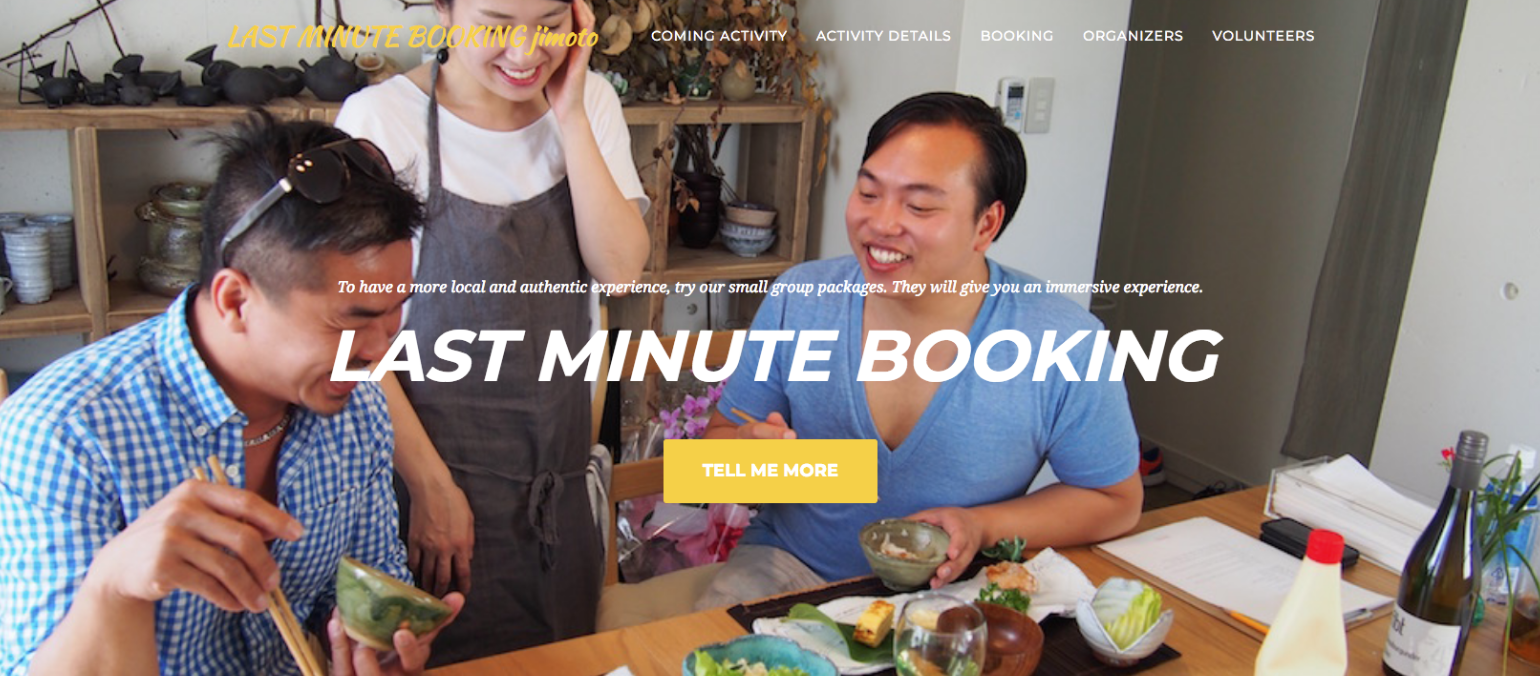 LAST MINUTE BOOKING jimoto
COMING ACTIVITY
ACTIVITY DETAILS
BOOKING
ORGANIZERS
VOLUNTEERS
To have a more local and authentic experience, try our small group packages. They will give you an immersive experience.
LAST MINUTE BOOKING
TELL ME MORE